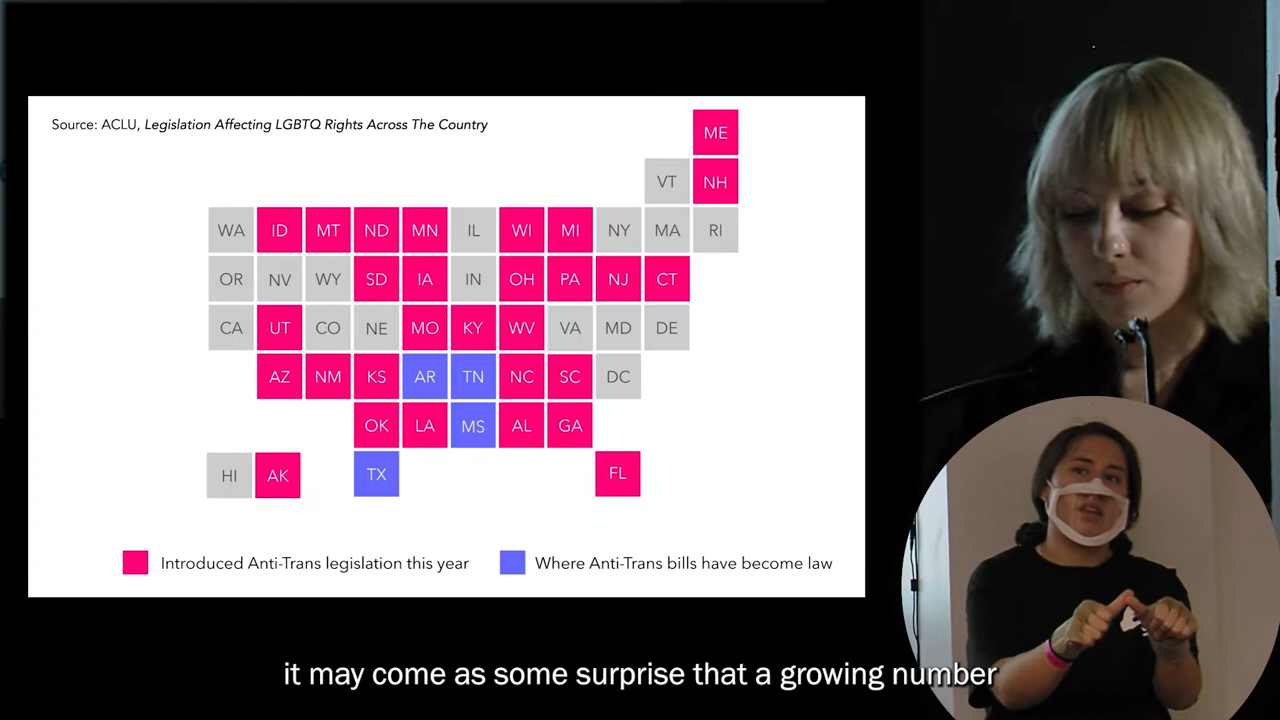 Source: ACLU, Legislation Affecting LGBTQ Rights Across The Country
ME
VT NH
WA ID MT ND MN IL WI MI NY MA RI
OR NV WY SD IA IN OH PA NJ CT
CA UT CO NE MO KY WV VA MD DE
AZ NM KS AR TN NC SC DC
OK LA MS AL GA
HI AK TX FL
Introduced Anti-Trans legislation this year Where Anti-Trans bills have become law
it may come as some surprise that a growing number